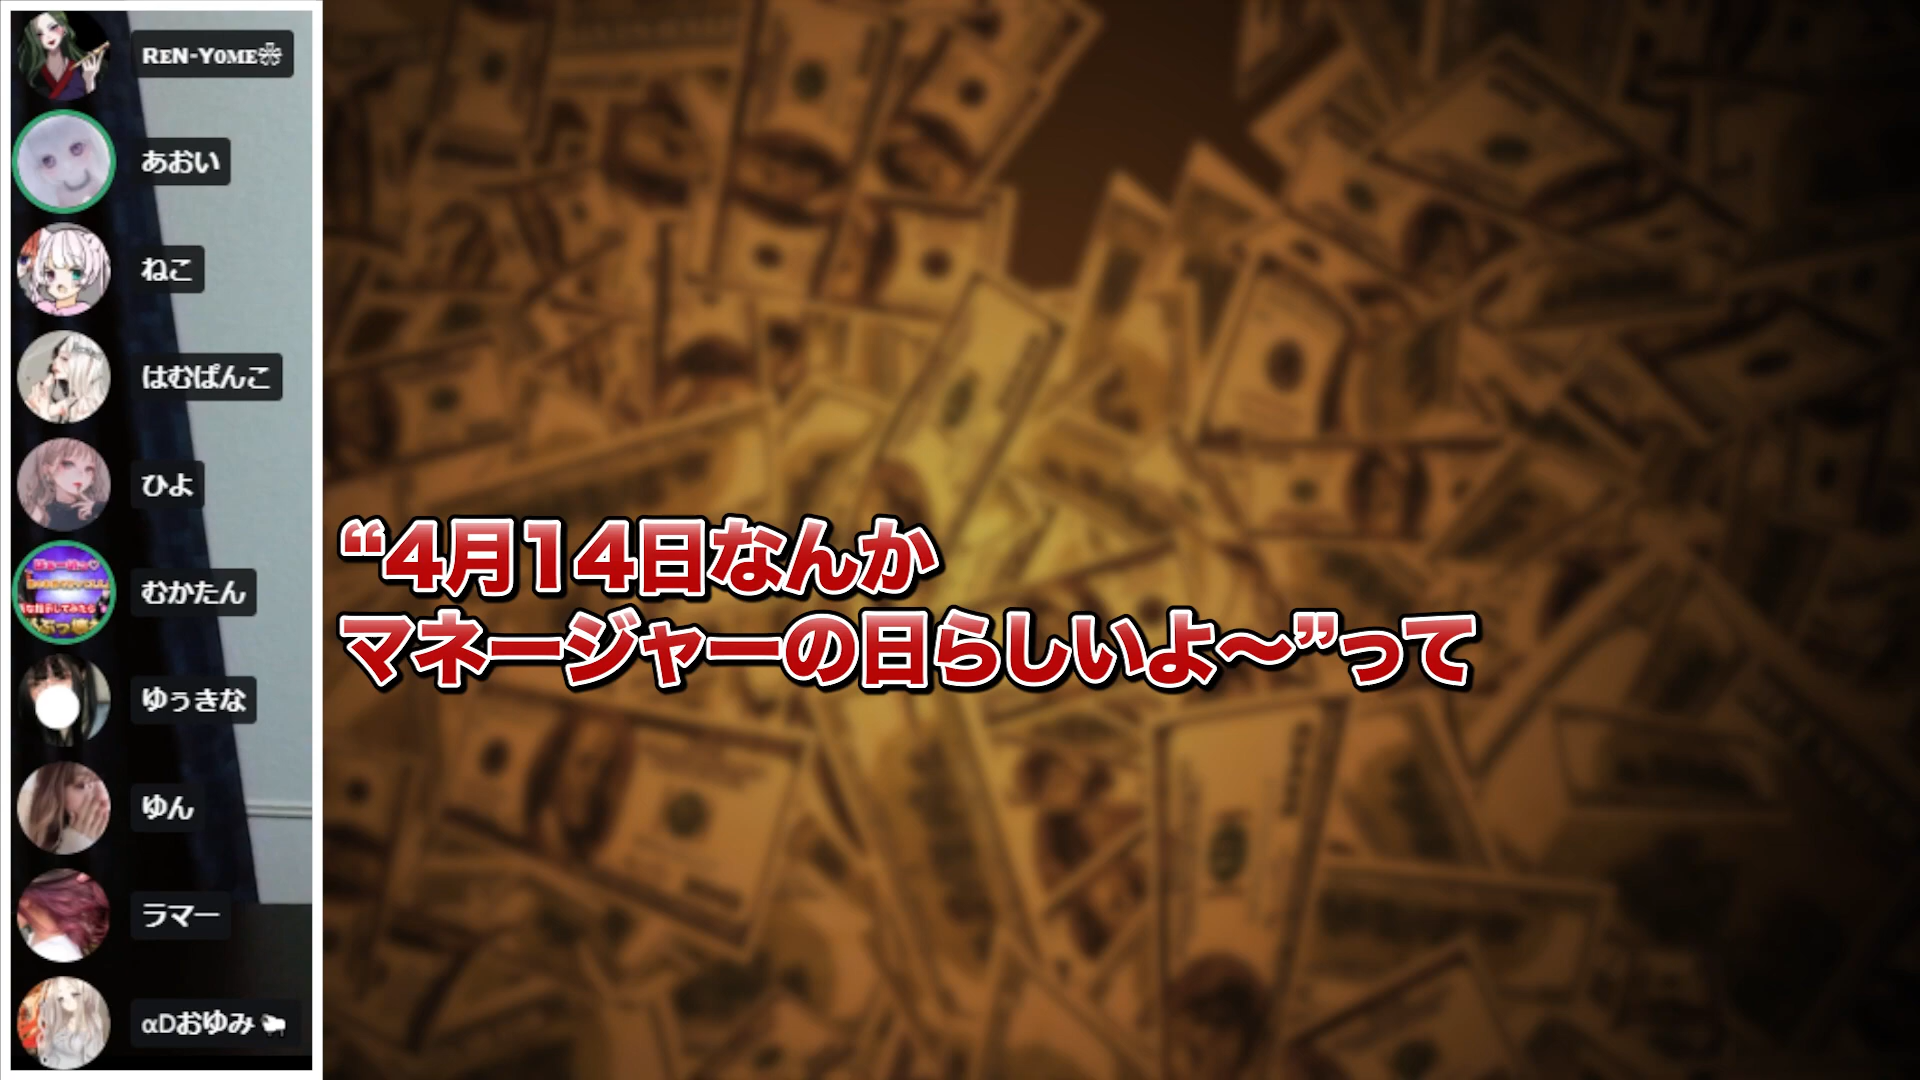 RᴇN-Yᴏᴍᴇ
あおい
ねこ
はむぱんこ
ひよ
むかたん
ゆぅきな
ゆん
ラマー
αDおゆみ
“4月14日なんか
マネージャーの日らしいよ～”って